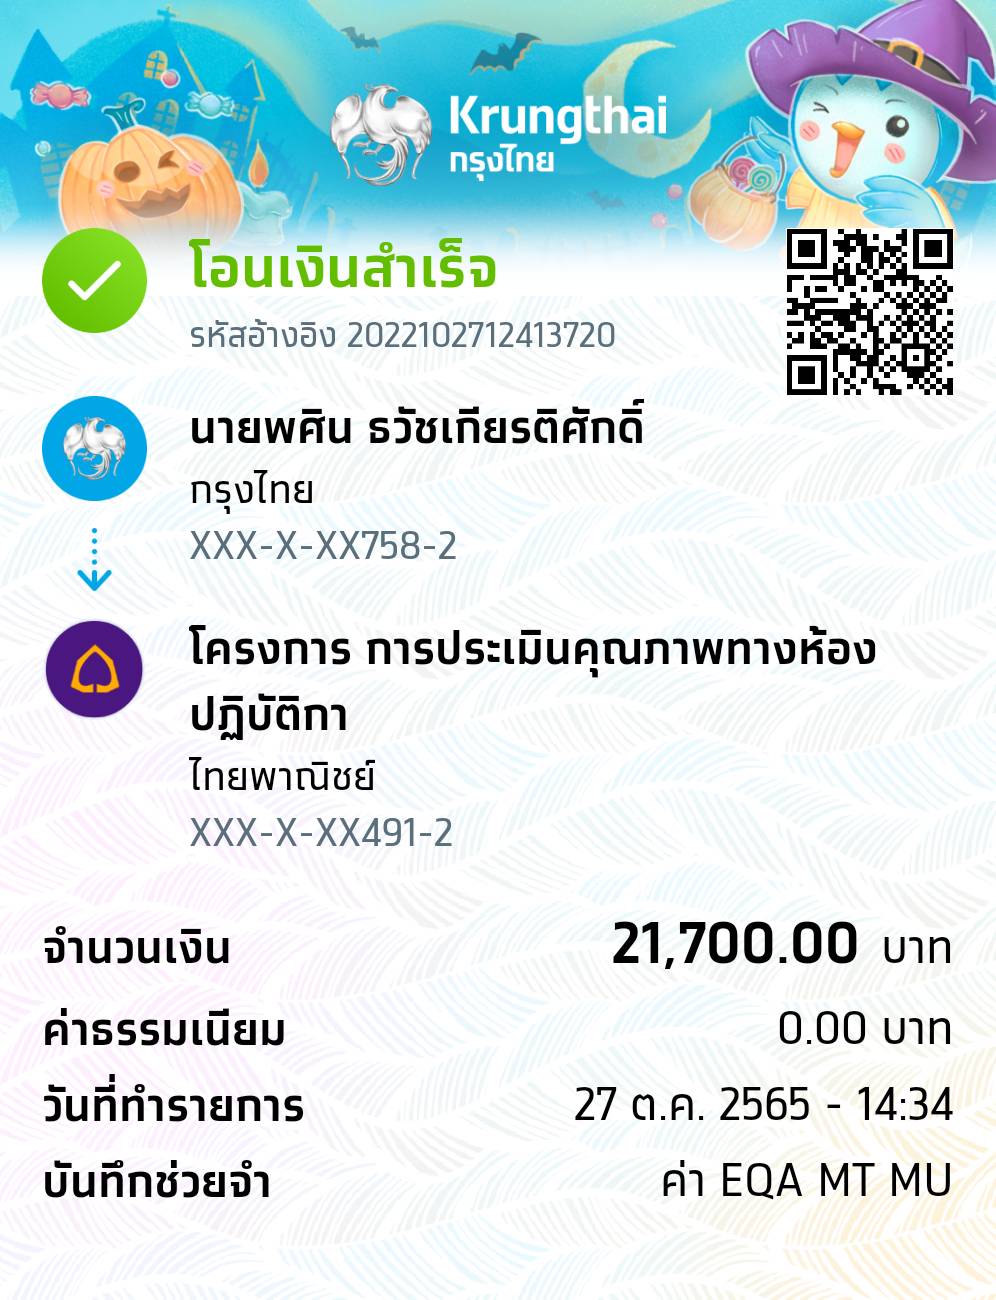 Krungthai
กรุงไทย
โอนเงินสำเร็จ
รหัสอ้างอิง 2022102712413720
นายพศิน ธวัชเกียรติศักดิ์
กรุงไทย
XXX-X-XX758-2
โครงการ การประเมินคุณภาพทางห้อง
ปฏิบัติกา
ไทยพาณิชย์
XXX-X-XX491-2
จำนวนเงิน 21,700.00 บาท
ค่าธรรมเนียม 0.00 บาท
วันที่ทำรายการ 27 ต.ค. 2565 - 14:34
บันทึกช่วยจำ ค่า EQA MT MU